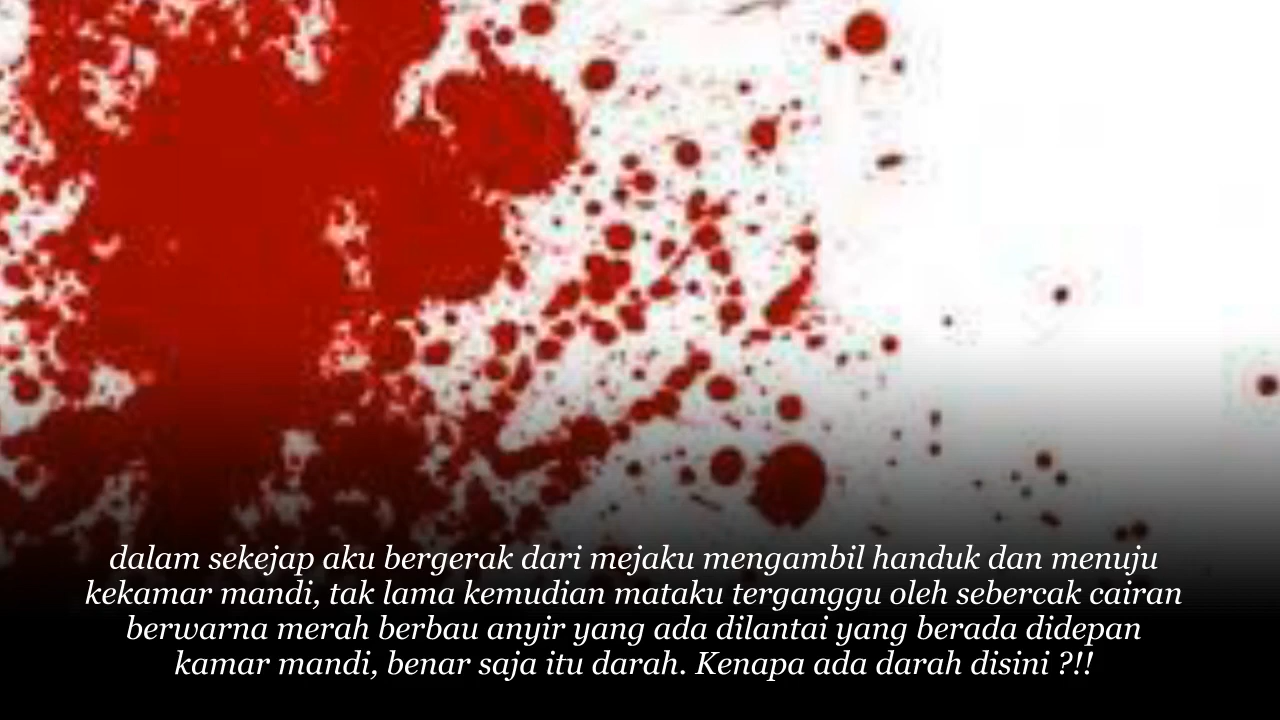 dalam sekejap aku bergerak dari mejaku mengambil handuk dan menuju
kekamar mandi, tak lama kemudian mataku terganggu oleh sebercak cairan
berwarna merah berbau anyir yang ada dilantai yang berada didepan
kamar mandi, benar saja itu darah. Kenapa ada darah disini ?!!